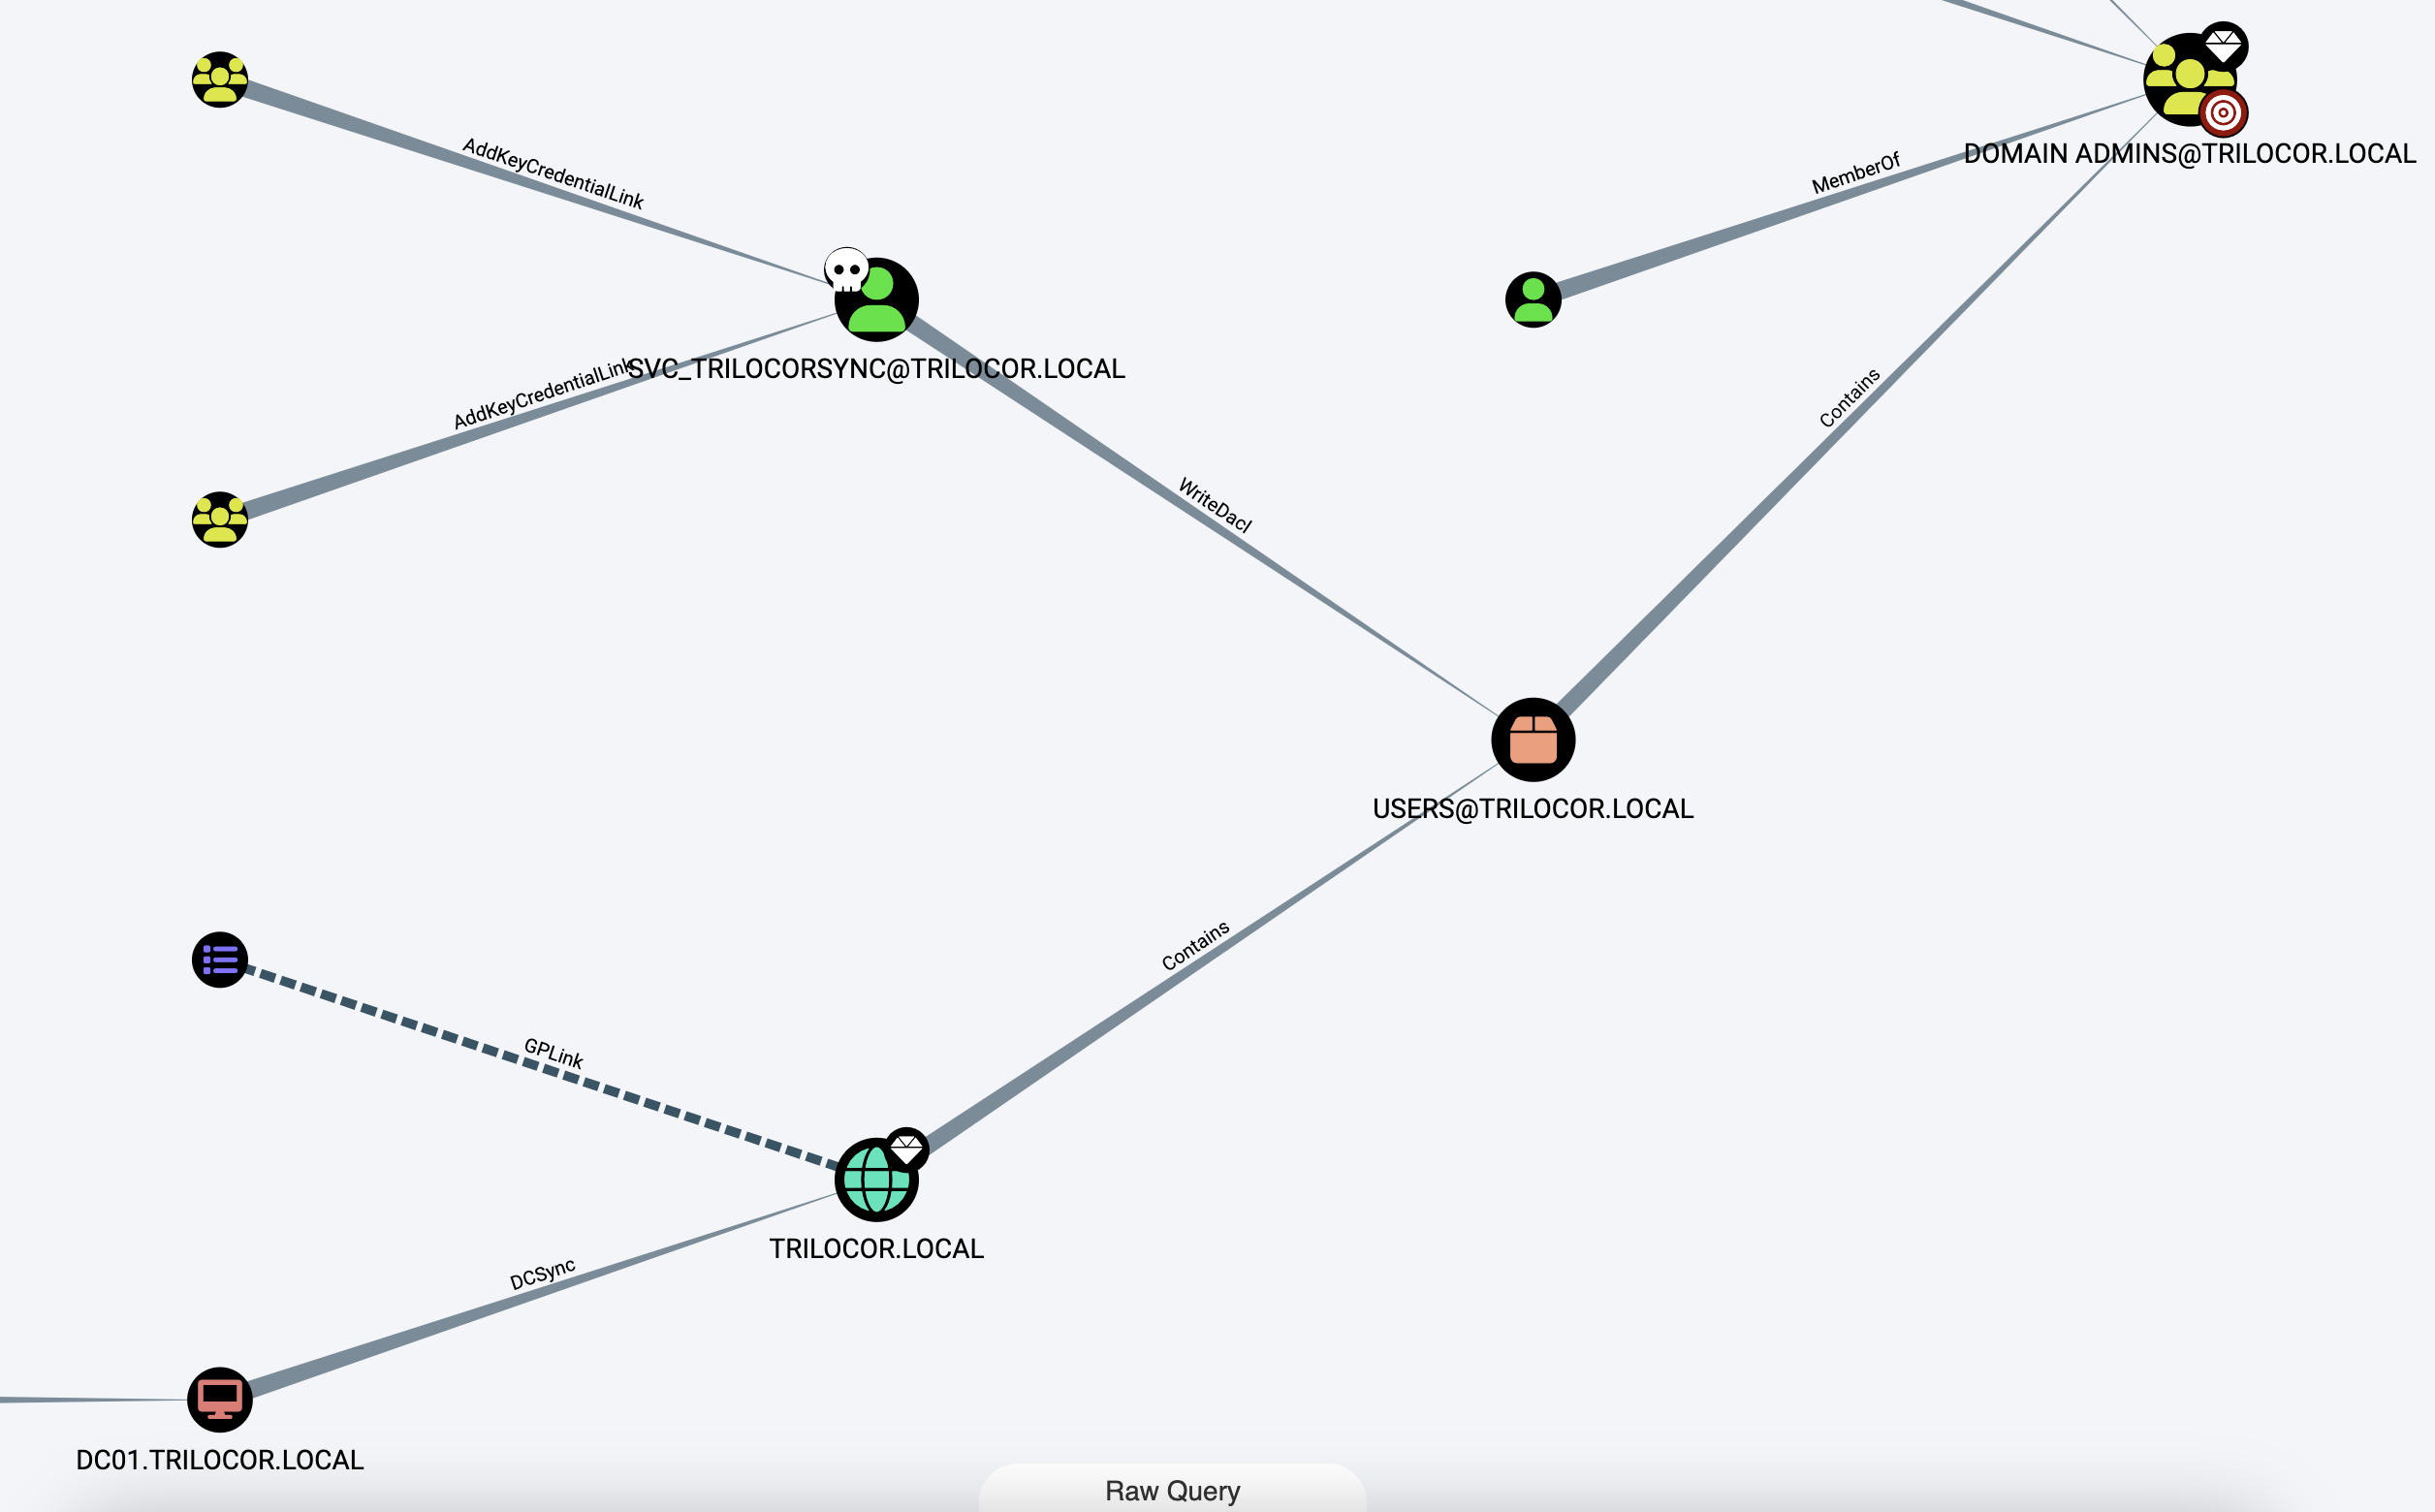 AddKeyCredentialLink
DOMAIN ADMINS@TRILOCOR.LOCAL
MemberOf
SVC_TRILOCORSYNC@TRILOCOR.LOCAL
AddKeyCredentialLink
Contains
WriteDacl
USERS@TRILOCOR.LOCAL
Contains
GPLink
TRILOCOR.LOCAL
DCSync
DC01.TRILOCOR.LOCAL
Raw Query